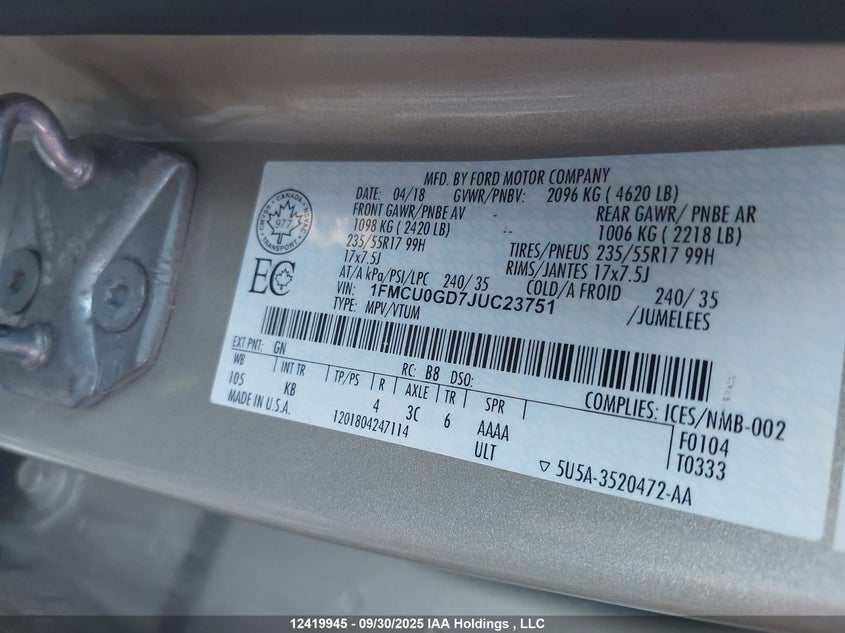 MFD. BY FORD MOTOR COMPANY
DATE: 04/18 GVWR/PNBV: 2096 KG ( 4620 LB)
FRONT GAWR/PNBE AV - REAR GAWR/ PNBE AR
1098 KG ( 2420 LB) -- 1006 KG ( 2218 LB)
235/55R17 99H TIRES/PNEUS 235/55R17 99H
17x7.5J RIMS/JANTES 17x7.5J
AT/A kPa/PSI/LPC 240/ 35 COLD/A FROID 240/ 35
VIN: 1FMCU0GD7JUC23751 /JUMELEES
TYPE: MPV/VTUM
CANADA
TRANSPORT
977
EC
EXT PNT: GN RC: B8 DSO:
WB INT TR TP/PS R AXLE TR SPR COMPLIES: ICES/NMB-002
105 KB 4 3C 6 AAAA F0104
MADE IN U.S.A. 1201804247114 ULT T0333
▽ 5U5A-3520472-AA
12419945 - 09/30/2025 IAA Holdings , LLC